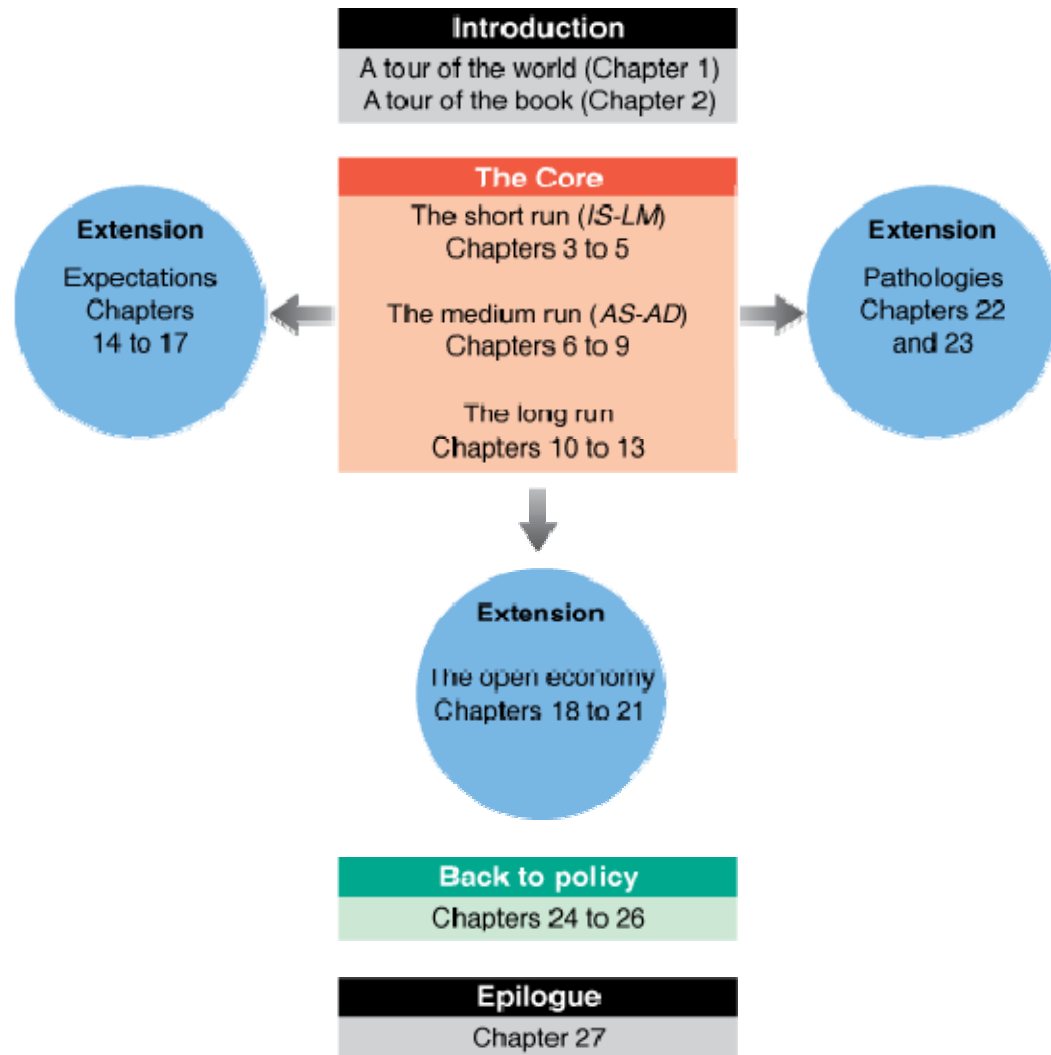 Introduction
A tour of the world (Chapter 1)
A tour of the book (Chapter 2)
The Core
The short run (IS-LM)
Chapters 3 to 5
The medium run (AS-AD)
Chapters 6 to 9
The long run
Chapters 10 to 13
Extension
Expectations
Chapters
14 to 17
Extension
Pathologies
Chapters 22
and 23
Extension
The open economy
Chapters 18 to 21
Back to policy
Chapters 24 to 26
Epilogue
Chapter 27